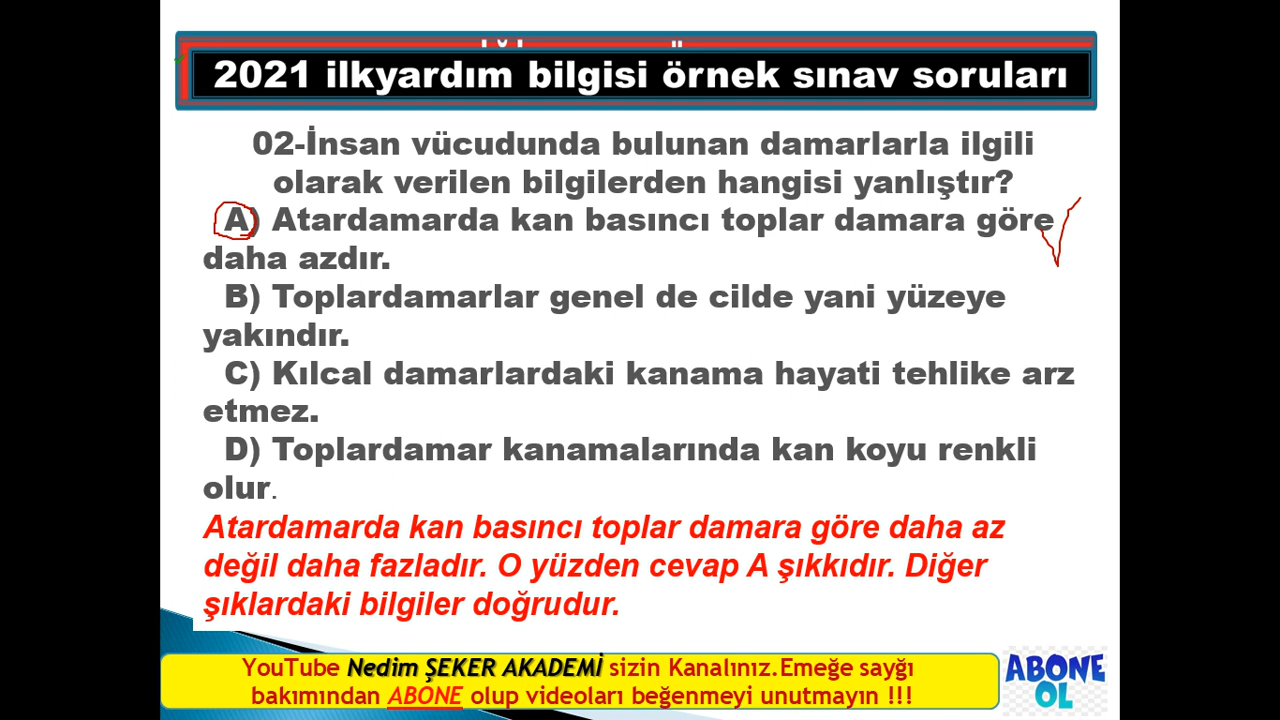 2021 ilkyardım bilgisi örnek sınav soruları
02-İnsan vücudunda bulunan damarlarla ilgili
olarak verilen bilgilerden hangisi yanlıştır?
A) Atardamarda kan basıncı toplar damara göre
daha azdır.
B) Toplardamarlar genel de cilde yani yüzeye
yakındır.
C) Kılcal damarlardaki kanama hayati tehlike arz
etmez.
D) Toplardamar kanamalarında kan koyu renkli
olur.
Atardamarda kan basıncı toplar damara göre daha az
değil daha fazladır. O yüzden cevap A şıkkıdır. Diğer
şıklardaki bilgiler doğrudur.
YouTube Nedim ŞEKER AKADEMİ sizin Kanalınız.Emeğe sayğı
bakımından ABONE olup videoları beğenmeyi unutmayın !!!
ABONE
OL